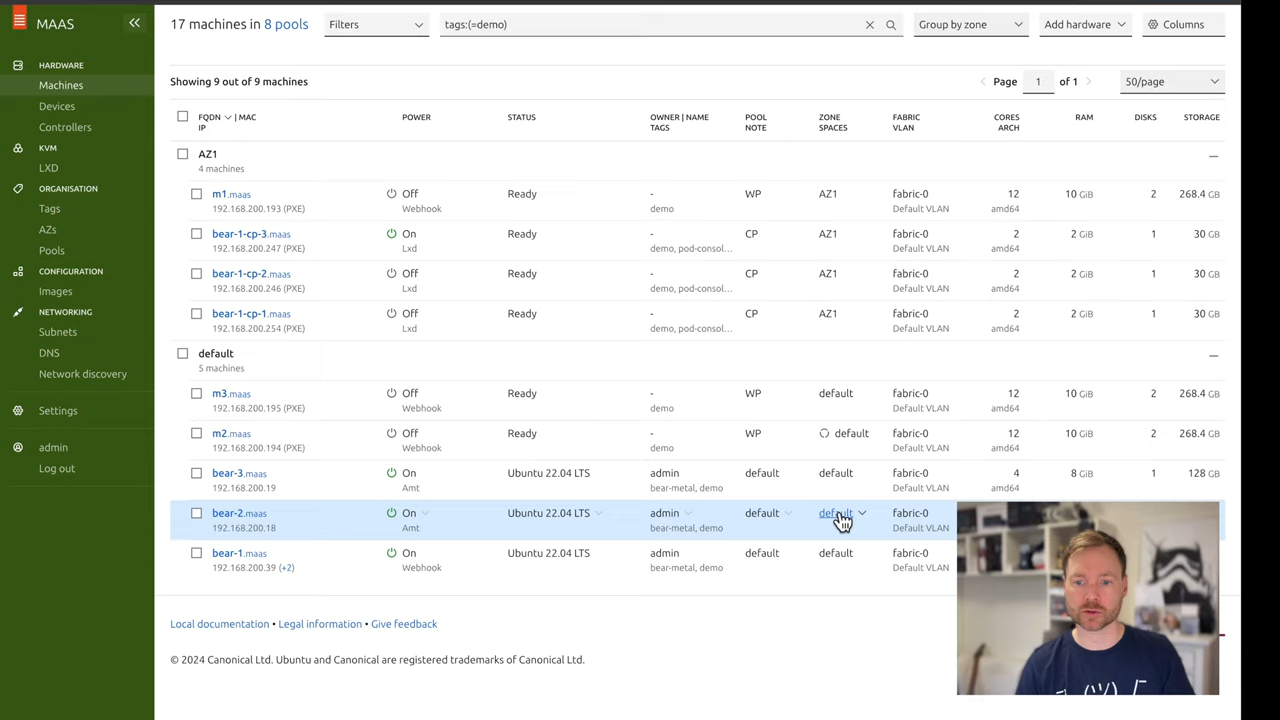 MAAS
17 machines in 8 pools
Filters
tags:(=demo)
Group by zone
Add hardware
Columns
HARDWARE
Machines
Devices
Controllers
KVM
LXD
ORGANISATION
Tags
AZs
Pools
CONFIGURATION
Images
NETWORKING
Subnets
DNS
Network discovery
Settings
admin
Log out
Showing 9 out of 9 machines
Page 1 of 1
50/page
FQDN | MAC POWER STATUS OWNER | NAME POOL ZONE FABRIC CORES RAM DISKS STORAGE
IP TAGS NOTE SPACES VLAN ARCH
AZ1
4 machines
m1.maas Off Ready - WP AZ1 fabric-0 12 10 GiB 2 268.4 GB
192.168.200.193 (PXE) Webhook demo Default VLAN amd64
bear-1-cp-3.maas On Ready - CP AZ1 fabric-0 2 2 GiB 1 30 GB
192.168.200.247 (PXE) Lxd demo, pod-consol... Default VLAN amd64
bear-1-cp-2.maas Off Ready - CP AZ1 fabric-0 2 2 GiB 1 30 GB
192.168.200.246 (PXE) Lxd demo, pod-consol... Default VLAN amd64
bear-1-cp-1.maas Off Ready - CP AZ1 fabric-0 2 2 GiB 1 30 GB
192.168.200.254 (PXE) Lxd demo, pod-consol... Default VLAN amd64
default
5 machines
m3.maas Off Ready - WP default fabric-0 12 10 GiB 2 268.4 GB
192.168.200.195 (PXE) Webhook demo Default VLAN amd64
m2.maas Off Ready - WP default fabric-0 12 10 GiB 2 268.4 GB
192.168.200.194 (PXE) Webhook demo Default VLAN amd64
bear-3.maas On Ubuntu 22.04 LTS admin default default fabric-0 4 8 GiB 1 128 GB
192.168.200.19 Amt bear-metal, demo Default VLAN amd64
bear-2.maas On Ubuntu 22.04 LTS admin default default fabric-0
192.168.200.18 Amt bear-metal, demo Default VLAN
bear-1.maas On Ubuntu 22.04 LTS admin default default fabric-0
192.168.200.39 (+2) Webhook bear-metal, demo Default VLAN
Local documentation • Legal information • Give feedback
© 2024 Canonical Ltd. Ubuntu and Canonical are registered trademarks of Canonical Ltd.